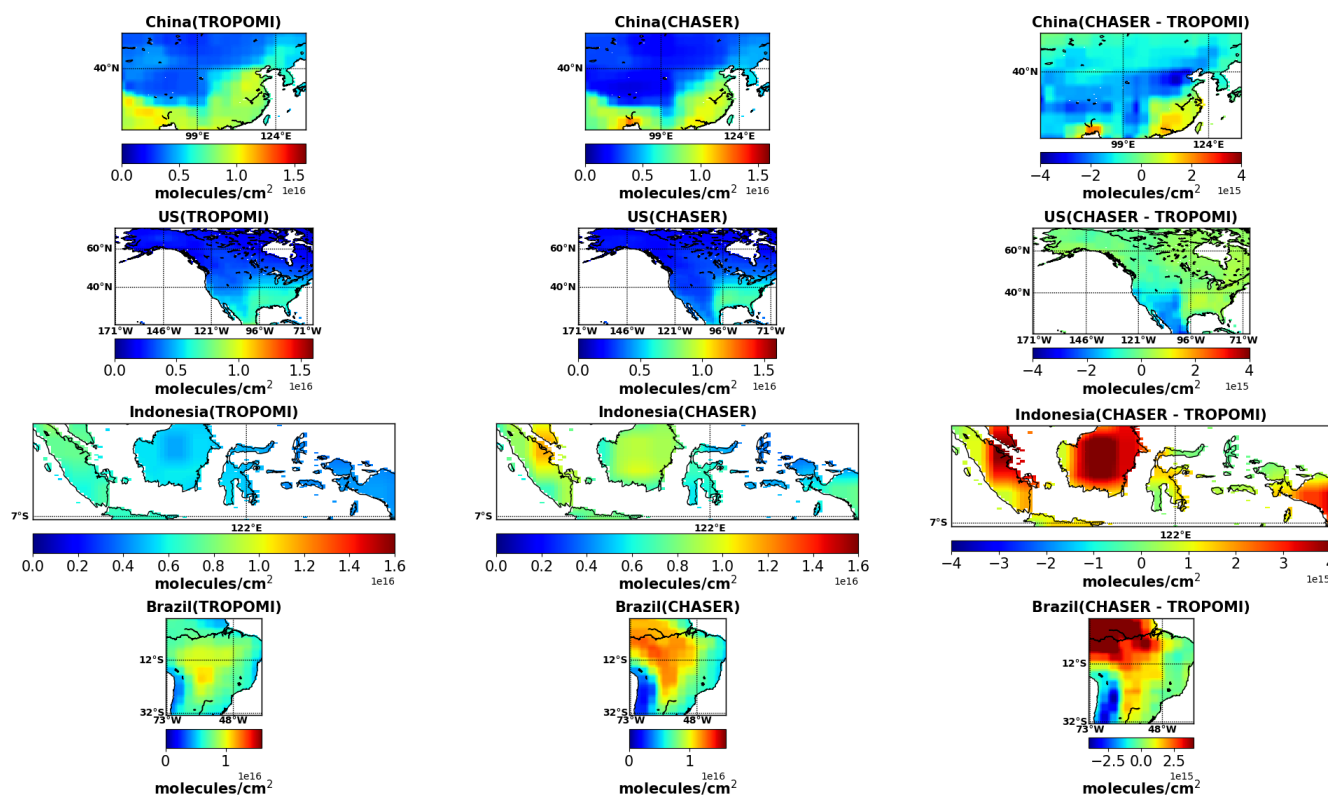 China(TROPOMI) China(CHASER) China(CHASER - TROPOMI)
40°N 40°N 40°N
99°E 124°E 99°E 124°E 99°E 124°E
0.0 0.5 1.0 1.5 0.0 0.5 1.0 1.5 −4 −2 0 2 4
molecules/cm² 1e16 molecules/cm² 1e16 molecules/cm² 1e15
US(TROPOMI) US(CHASER) US(CHASER - TROPOMI)
60°N 60°N 60°N
40°N 40°N 40°N
171°W 146°W 121°W 96°W 71°W 171°W 146°W 121°W 96°W 71°W 171°W 146°W 121°W 96°W 71°W
0.0 0.5 1.0 1.5 0.0 0.5 1.0 1.5 −4 −2 0 2 4
molecules/cm² 1e16 molecules/cm² 1e16 molecules/cm² 1e15
Indonesia(TROPOMI) Indonesia(CHASER) Indonesia(CHASER - TROPOMI)
7°S 7°S 7°S
122°E 122°E 122°E
0.0 0.2 0.4 0.6 0.8 1.0 1.2 1.4 1.6 0.0 0.2 0.4 0.6 0.8 1.0 1.2 1.4 1.6 −4 −3 −2 −1 0 1 2 3 4
molecules/cm² 1e16 molecules/cm² 1e16 molecules/cm² 1e15
Brazil(TROPOMI) Brazil(CHASER) Brazil(CHASER - TROPOMI)
12°S 12°S 12°S
32°S 32°S 32°S
73°W 48°W 73°W 48°W 73°W 48°W
0 1 0 1 −2.5 0.0 2.5
1e16 1e16 1e15
molecules/cm² molecules/cm² molecules/cm²